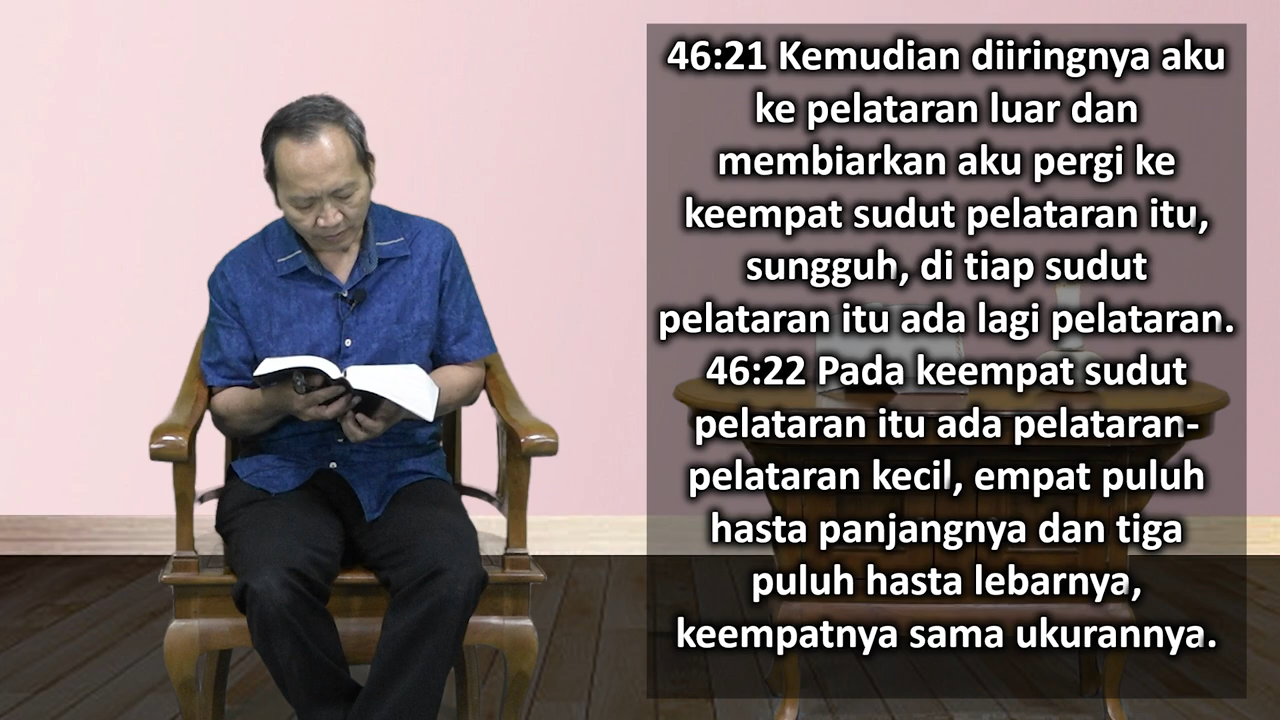 46:21 Kemudian diiringnya aku
ke pelataran luar dan
membiarkan aku pergi ke
keempat sudut pelataran itu,
sungguh, di tiap sudut
pelataran itu ada lagi pelataran.
46:22 Pada keempat sudut
pelataran itu ada pelataran-
pelataran kecil, empat puluh
hasta panjangnya dan tiga
puluh hasta lebarnya,
keempatnya sama ukurannya.